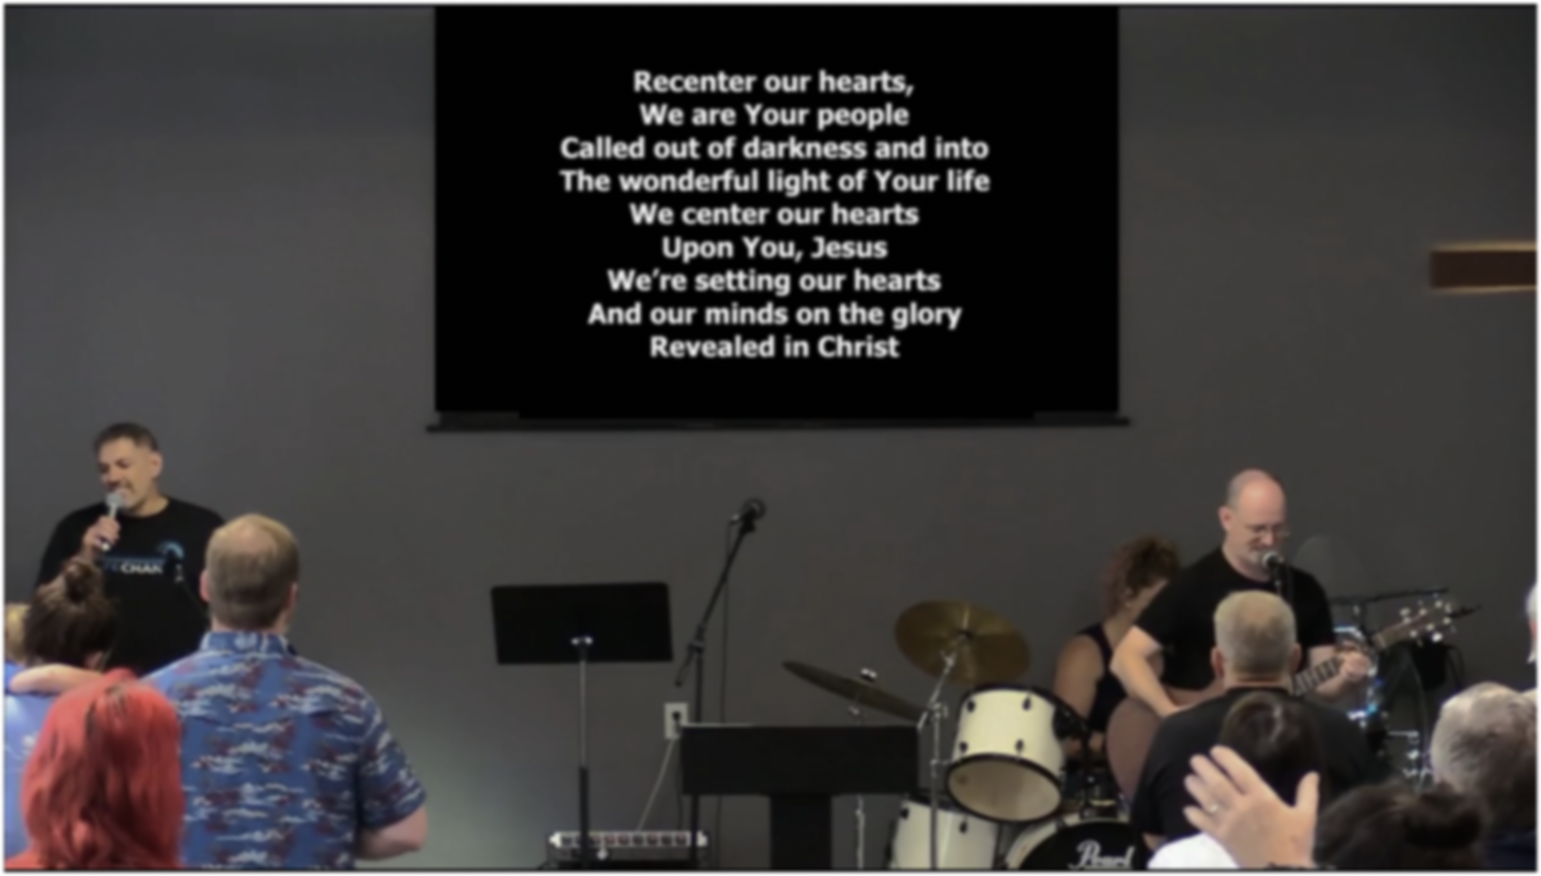 Recenter our hearts,
We are Your people
Called out of darkness and into
The wonderful light of Your life
We center our hearts
Upon You, Jesus
We're setting our hearts
And our minds on the glory
Revealed in Christ
CHAN
Pearl